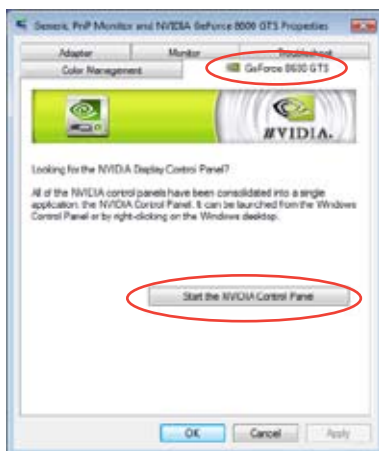 Generic PnP Monitor and NVIDIA GeForce 8600 GTS Properties
Adapter Monitor Troubleshoot
Color Management GeForce 8600 GTS
NVIDIA.
Looking for the NVIDIA Display Control Panel?
All of the NVIDIA control panels have been consolidated into a single
application: the NVIDIA Control Panel. It can be launched from the Windows
Control Panel or by right-clicking on the Windows desktop.
Start the NVIDIA Control Panel
OK Cancel Apply